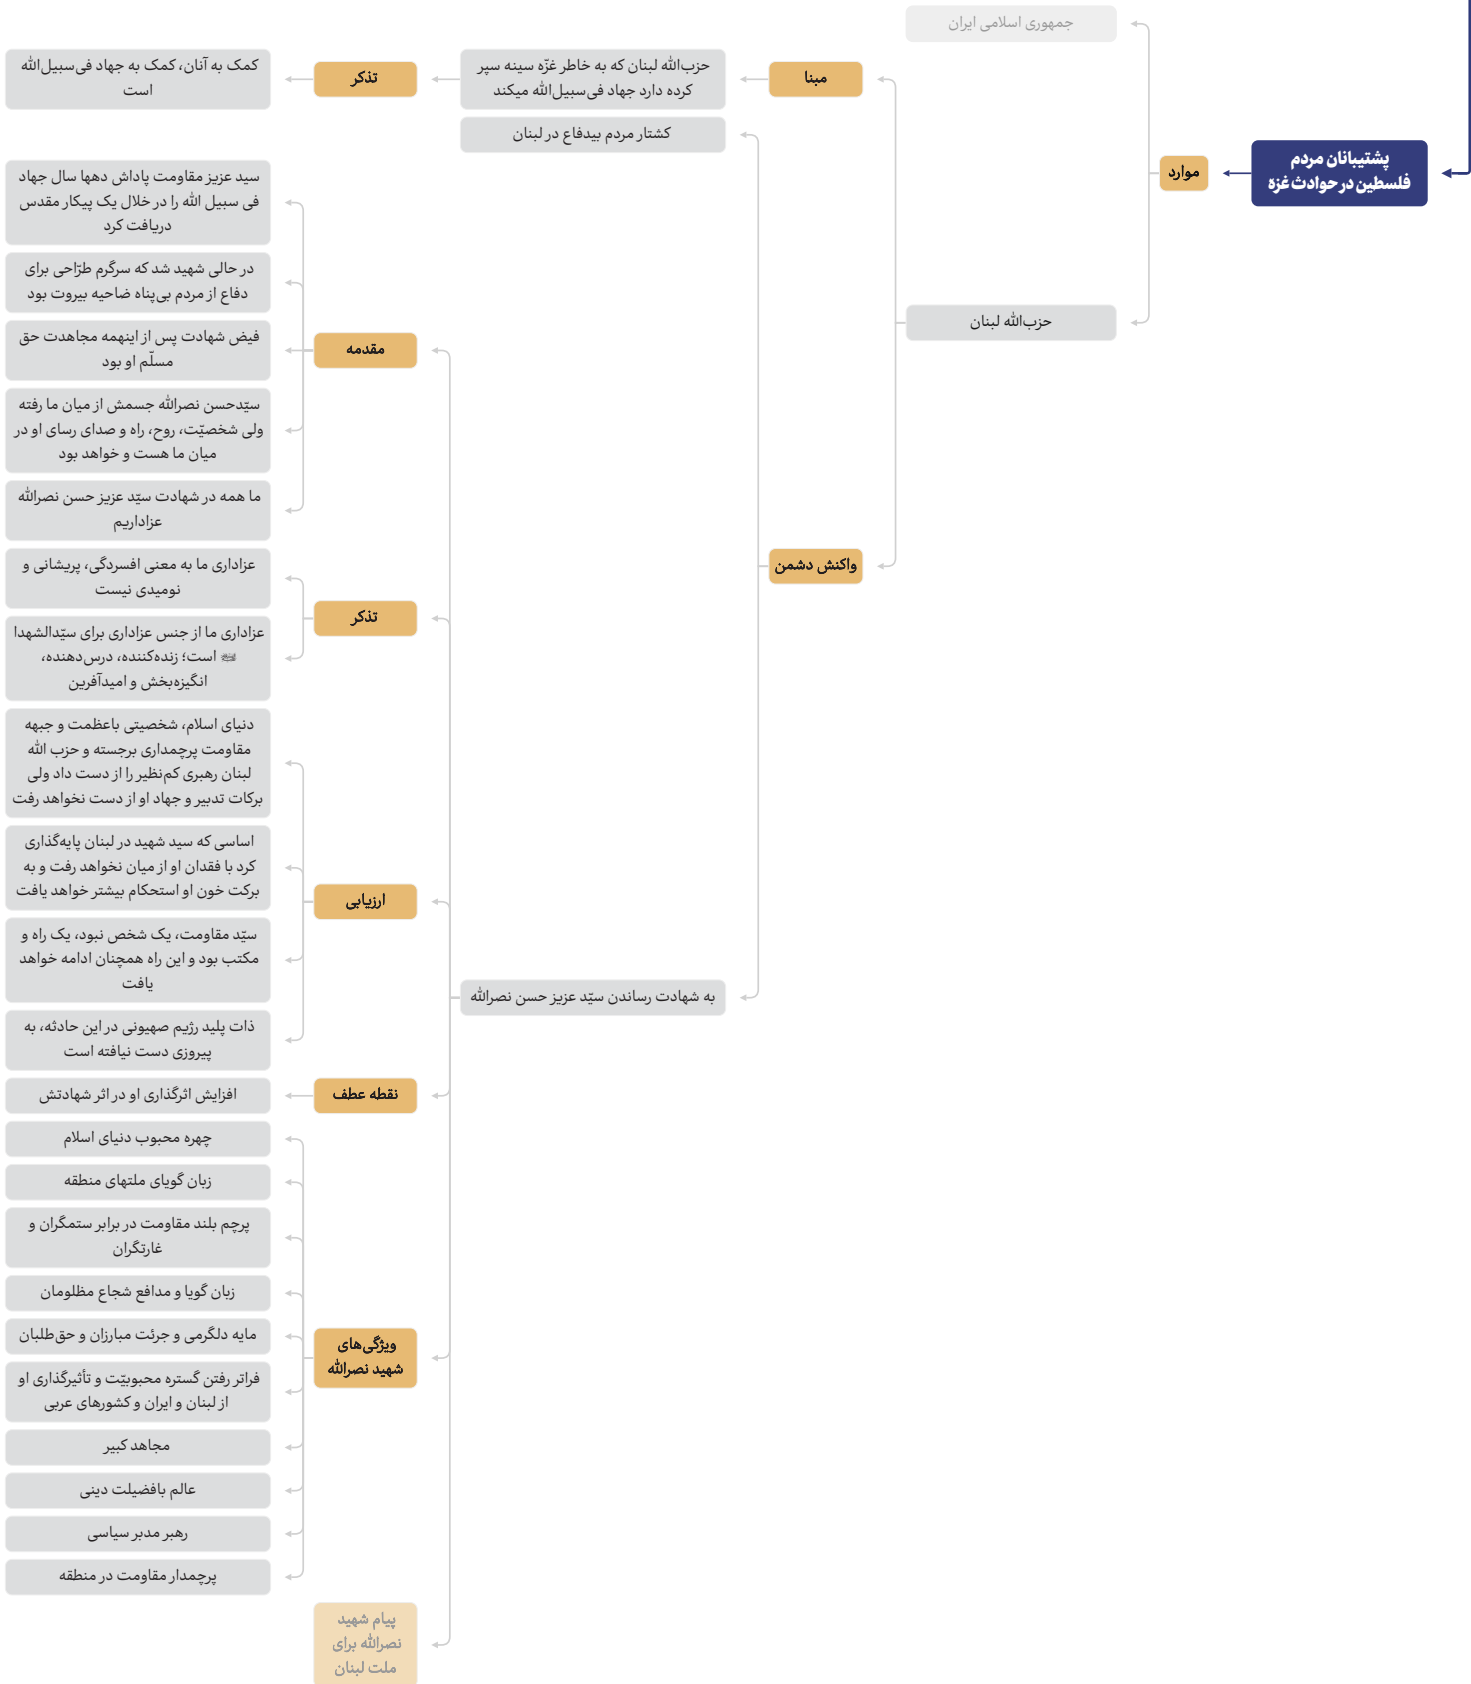 جمهوری اسلامی ایران
پشتیبانان مردم
فلسطین در حوادث غزّه
موارد
حزب‌الله لبنان
مبنا
حزب‌الله لبنان که به خاطر غزّه سینه سپر
کرده دارد جهاد فی‌سبیل‌الله میکند
تذکر
کمک به آنان، کمک به جهاد فی‌سبیل‌الله
است
واکنش دشمن
کشتار مردم بیدفاع در لبنان
به شهادت رساندن سیّد عزیز حسن نصرالله
مقدمه
سید عزیز مقاومت پاداش دهها سال جهاد
فی سبیل الله را در خلال یک پیکار مقدس
دریافت کرد
در حالی شهید شد که سرگرم طرّاحی برای
دفاع از مردم بی‌پناه ضاحیه بیروت بود
فیض شهادت پس از اینهمه مجاهدت حق
مسلّم او بود
سیّدحسن نصرالله جسمش از میان ما رفته
ولی شخصیّت، روح، راه و صدای رسای او در
میان ما هست و خواهد بود
ما همه در شهادت سیّد عزیز حسن نصرالله
عزاداریم
تذکر
عزاداری ما به معنی افسردگی، پریشانی و
نومیدی نیست
عزاداری ما از جنس عزاداری برای سیّدالشهدا
است؛ زنده‌کننده، درس‌دهنده،
انگیزه‌بخش و امیدآفرین
ارزیابی
دنیای اسلام، شخصیتی باعظمت و جبهه
مقاومت پرچمداری برجسته و حزب الله
لبنان رهبری کم‌نظیر را از دست داد ولی
برکات تدبیر و جهاد او از دست نخواهد رفت
اساسی که سید شهید در لبنان پایه‌گذاری
کرد با فقدان او از میان نخواهد رفت و به
برکت خون او استحکام بیشتر خواهد یافت
سیّد مقاومت، یک شخص نبود، یک راه و
مکتب بود و این راه همچنان ادامه خواهد
یافت
ذات پلید رژیم صهیونی در این حادثه، به
پیروزی دست نیافته است
نقطه عطف
افزایش اثرگذاری او در اثر شهادتش
ویژگی‌های
شهید نصرالله
چهره محبوب دنیای اسلام
زبان گویای ملتهای منطقه
پرچم بلند مقاومت در برابر ستمگران و
غارتگران
زبان گویا و مدافع شجاع مظلومان
مایه دلگرمی و جرئت مبارزان و حق‌طلبان
فراتر رفتن گستره محبوبیّت و تأثیرگذاری او
از لبنان و ایران و کشورهای عربی
مجاهد کبیر
عالم بافضیلت دینی
رهبر مدبر سیاسی
پرچمدار مقاومت در منطقه
پیام شهید
نصرالله برای
ملت لبنان